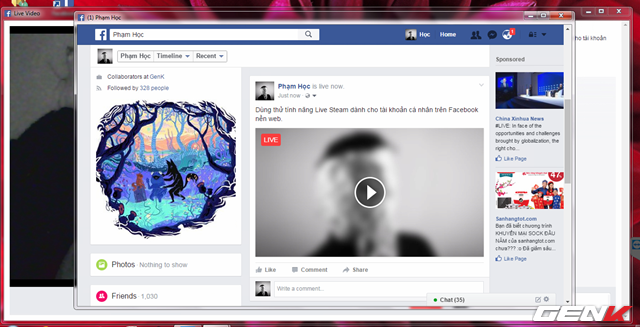 Live Video
(1) Phạm Học
cho tài khoản
Phạm Học
Học
Home
Phạm Học
Timeline
Recent
Collaborators at GenK
Followed by 328 people
Photos Nothing to show
Friends 1,030
Phạm Học is live now.
Just now
Dùng thử tính năng Live Steam dành cho tài khoản cá nhân trên Facebook
nền web.
LIVE
Like
Comment
Share
Write a comment...
Sponsored
China Xinhua News
#LIVE: In face of the
opportunities and challenges
brought by globalization, the
right cho...
Like Page
Sanhangtot.com
Bạn đã biết chương trình
KHUYẾN MẠI SOCK ĐẦU
NĂM của sanhangtot.com
chưa??? :o Đã giảm sâu...
Like Page
Chat (35)
GENK